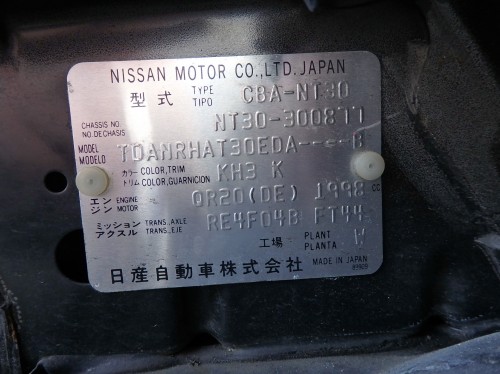 NISSAN MOTOR CO.,LTD. JAPAN
型式 TYPE TIPO CBA-NT30
CHASSIS NO. NO. DE CHASIS NT30-300877
MODEL MODELO TDANRHAT30EDA----B
カラー COLOR,TRIM トリム COLOR,GUARNICION KH3 K
エンジン ENGINE MOTOR QR20(DE) 1998 CC
ミッション TRANS.,AXLE アクスル TRANS.,EJE RE4F04B FT44
工場 PLANT PLANTA W
日産自動車株式会社 MADE IN JAPAN